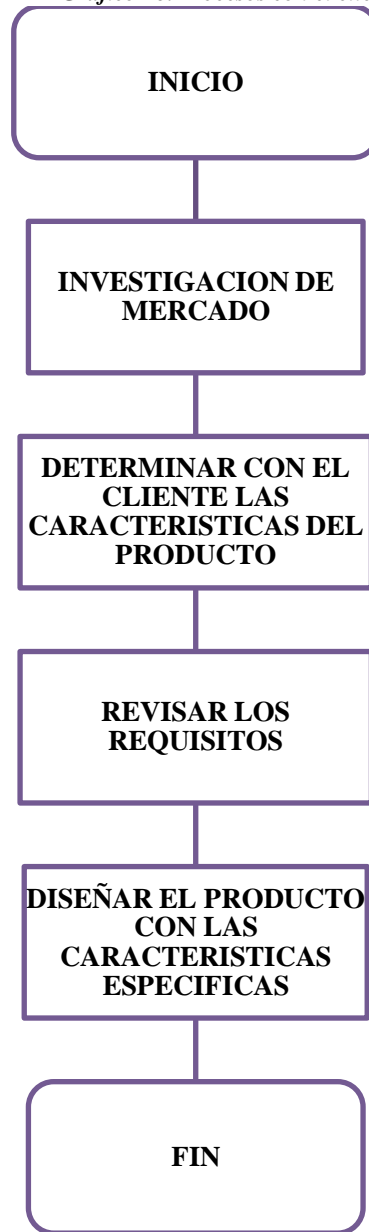 INICIO
INVESTIGACION DE
MERCADO
DETERMINAR CON EL
CLIENTE LAS
CARACTERISTICAS DEL
PRODUCTO
REVISAR LOS
REQUISITOS
DISEÑAR EL PRODUCTO
CON LAS
CARACTERISTICAS
ESPECIFICAS
FIN